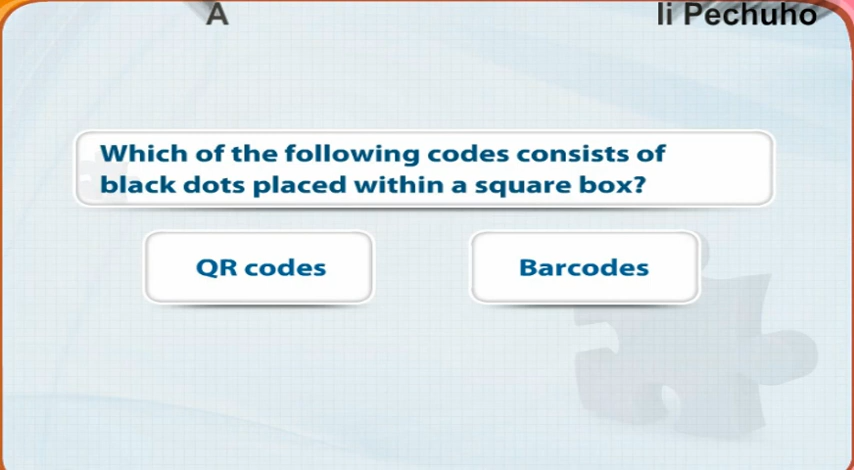 A
li Pechuho
Which of the following codes consists of
black dots placed within a square box?
QR codes
Barcodes